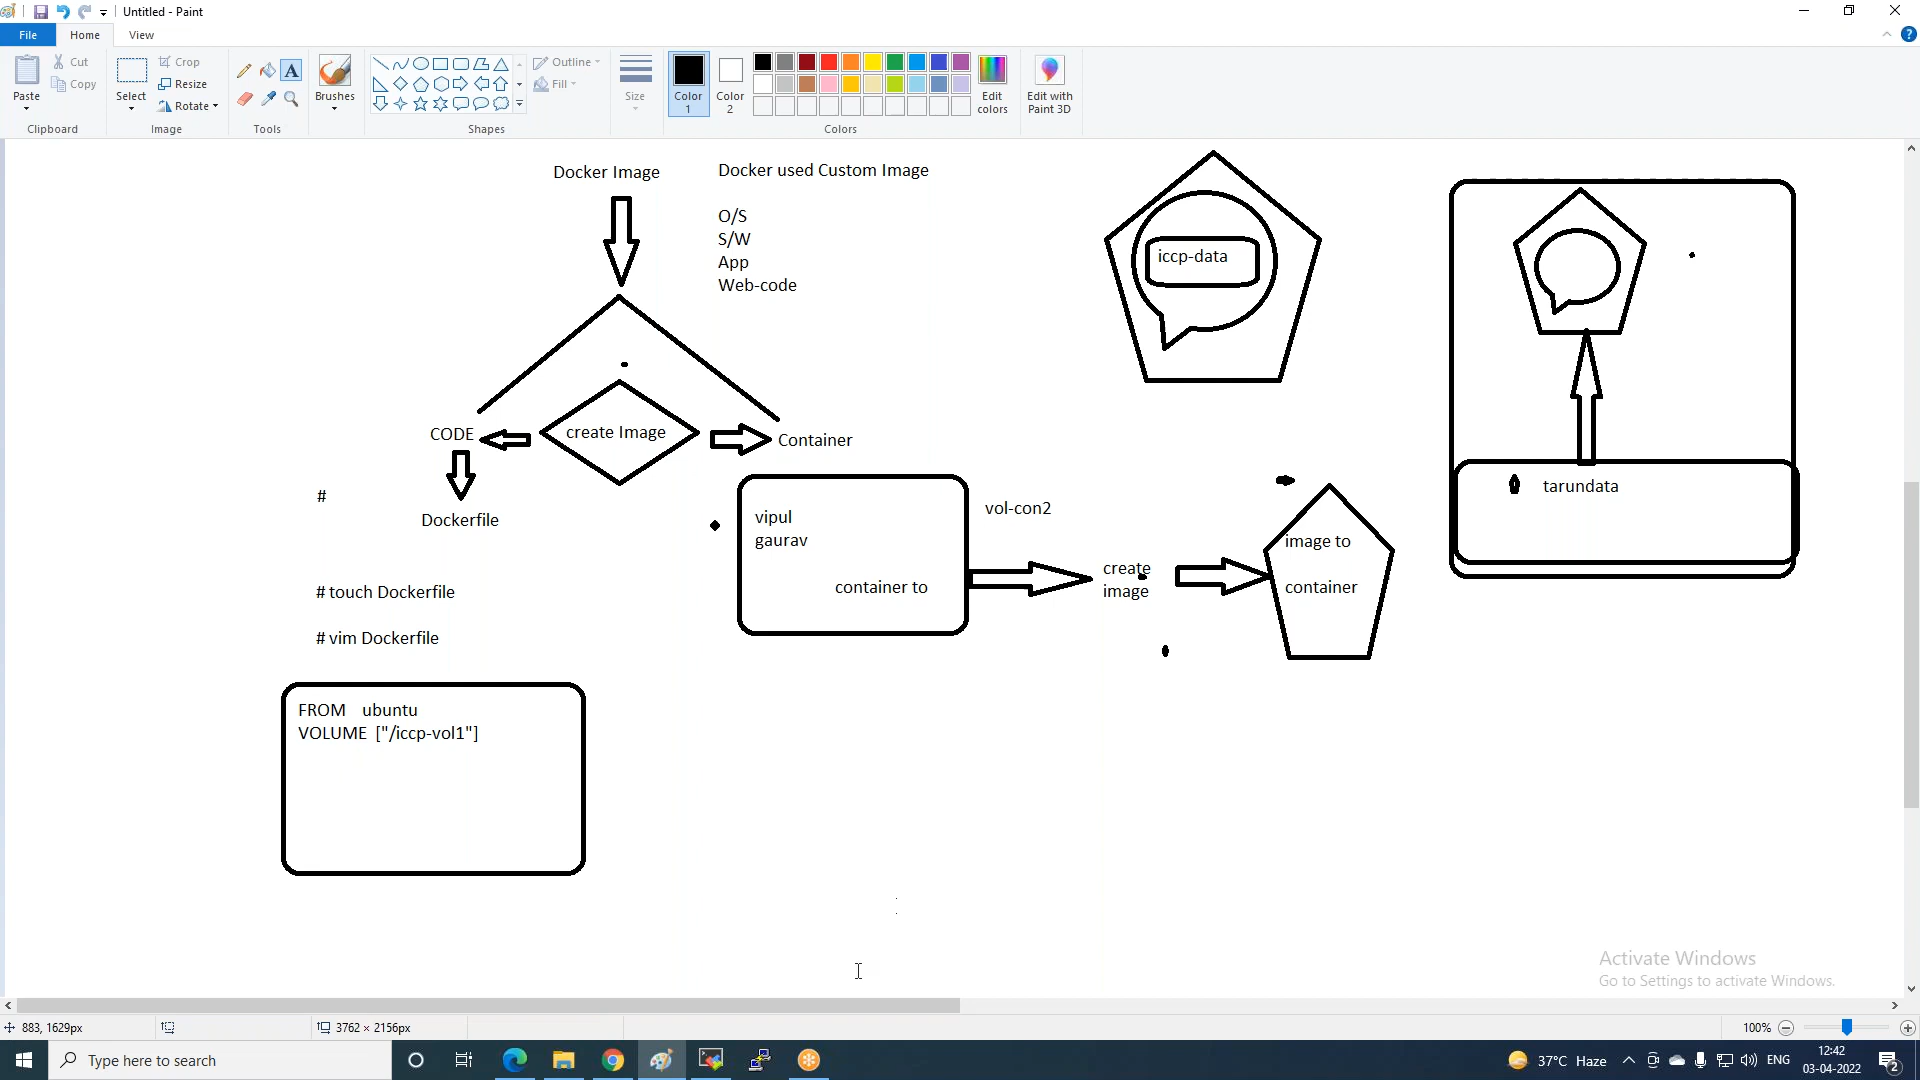 Untitled - Paint
File
Home
View
Paste
Cut
Copy
Clipboard
Select
Crop
Resize
Rotate
Image
A
Tools
Brushes
Shapes
Outline
Fill
Size
Color
1
Color
2
Edit
colors
Colors
Edit with
Paint 3D
Docker Image
Docker used Custom Image
O/S
S/W
App
Web-code
iccp-data
CODE
create Image
Container
#
Dockerfile
# touch Dockerfile
# vim Dockerfile
vipul
gaurav
container to
vol-con2
create
image
image to
container
tarundata
FROM    ubuntu
VOLUME  ["/iccp-vol1"]
Activate Windows
Go to Settings to activate Windows.
883, 1629px
3762 × 2156px
100%
Type here to search
37°C Haze
ENG
12:42
03-04-2022
2